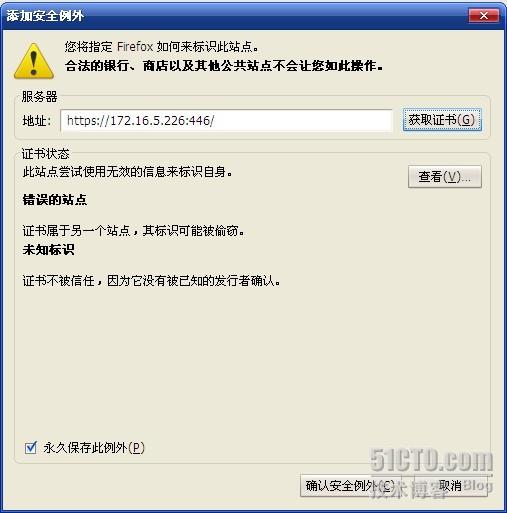 添加安全例外
您将指定 Firefox 如何来标识此站点。
合法的银行、商店以及其他公共站点不会让您如此操作。
服务器
地址: https://172.16.5.226:446/ 获取证书(G)
证书状态
此站点尝试使用无效的信息来标识自身。 查看(V)...
错误的站点
证书属于另一个站点，其标识可能被偷窃。
未知标识
证书不被信任，因为它没有被已知的发行者确认。
永久保存此例外(P)
51CTO.com
确认安全例外(C) 取消
技术博客 Blog